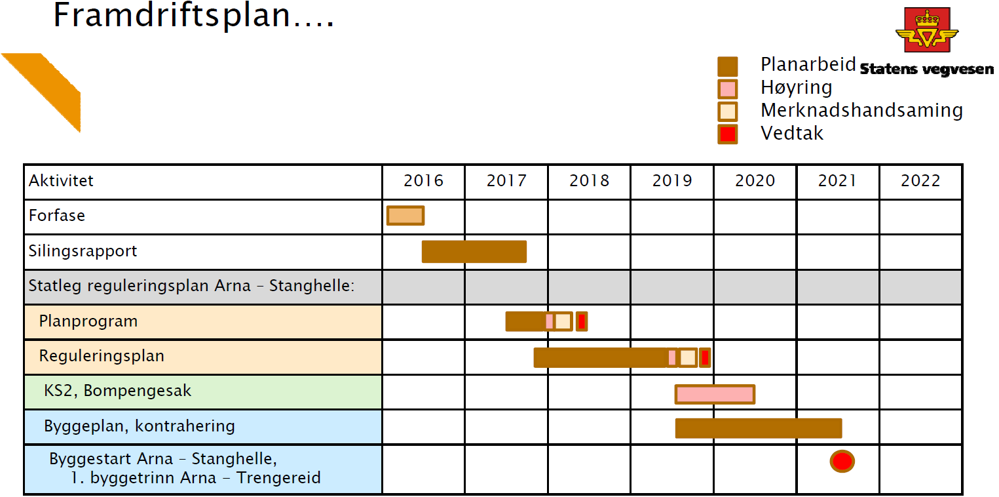 Framdriftsplan....
Planarbeid
Statens vegvesen
Høyring
Merknadshandsaming
Vedtak
Aktivitet 2016 2017 2018 2019 2020 2021 2022
Forfase
Silingsrapport
Statleg reguleringsplan Arna – Stanghelle:
Planprogram
Reguleringsplan
KS2, Bompengesak
Byggeplan, kontrahering
Byggestart Arna – Stanghelle,
1. byggetrinn Arna – Trengereid